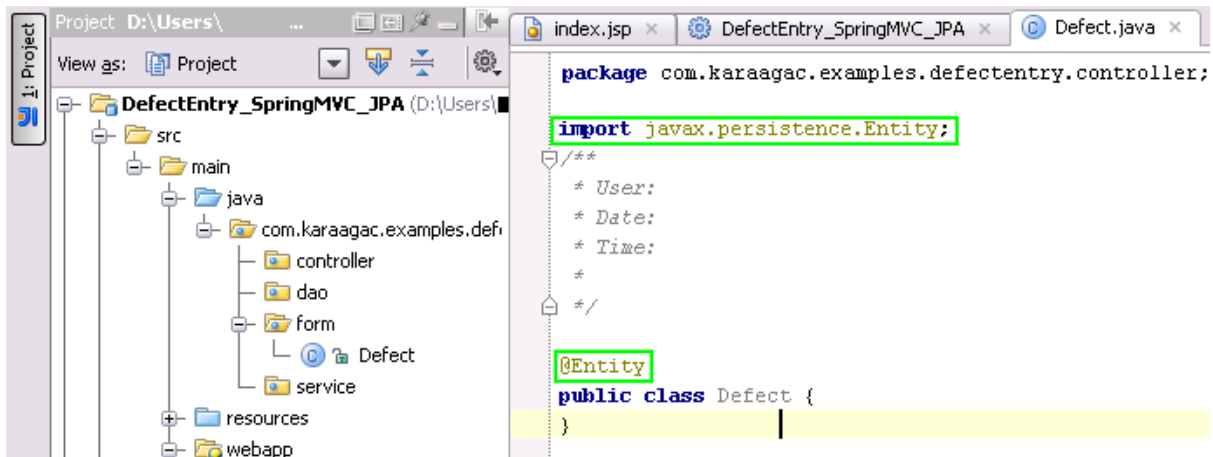 1: Project
Project D:\Users\ ...
View as: Project
DefectEntry_SpringMVC_JPA (D:\Users\
src
main
java
com.karaagac.examples.defe
controller
dao
form
Defect
service
resources
webapp
index.jsp DefectEntry_SpringMVC_JPA Defect.java
package com.karaagac.examples.defectentry.controller;
import javax.persistence.Entity;
/**
* User:
* Date:
* Time:
*
*/
@Entity
public class Defect {
}